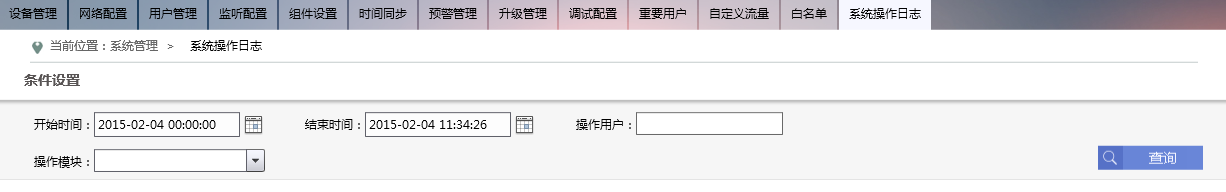 设备管理 网络配置 用户管理 监听配置 组件设置 时间同步 预警管理 升级管理 调试配置 重要用户 自定义流量 白名单 系统操作日志
当前位置：系统管理 > 系统操作日志
条件设置
开始时间：2015-02-04 00:00:00 结束时间：2015-02-04 11:34:26 操作用户：
操作模块： 查询